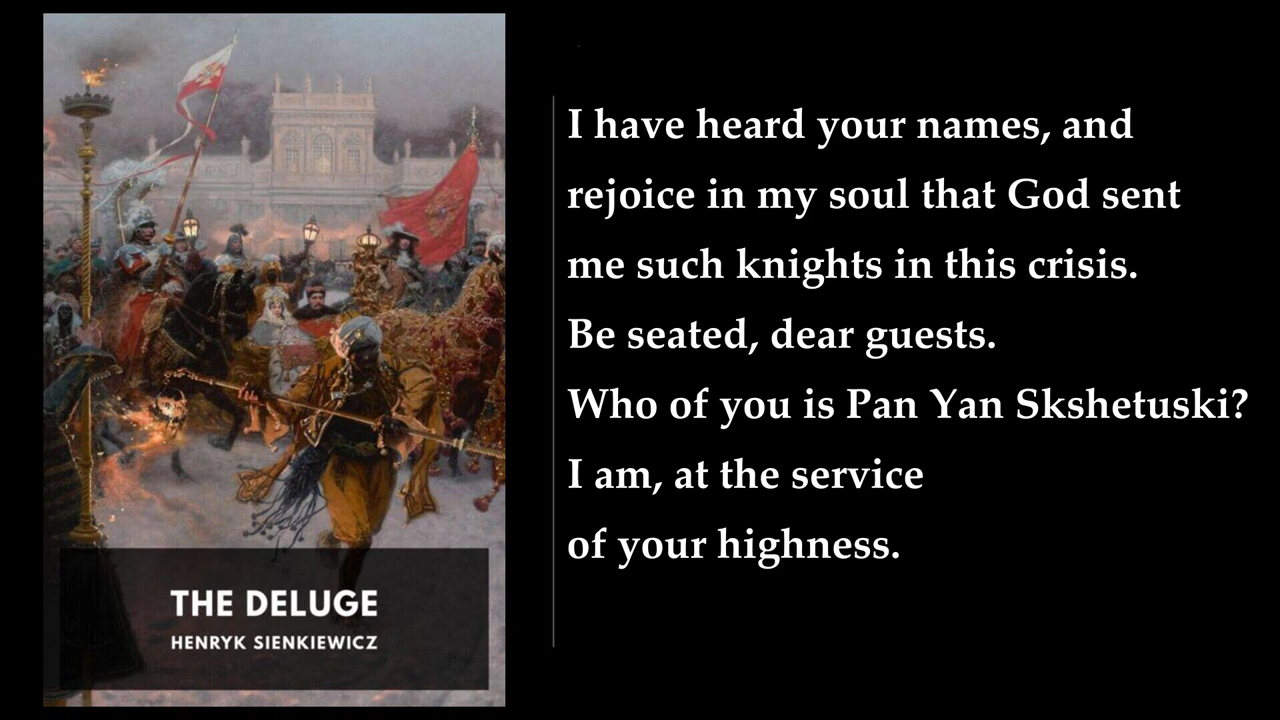 THE DELUGE
HENRYK SIENKIEWICZ
I have heard your names, and
rejoice in my soul that God sent
me such knights in this crisis.
Be seated, dear guests.
Who of you is Pan Yan Skshetuski?
I am, at the service
of your highness.